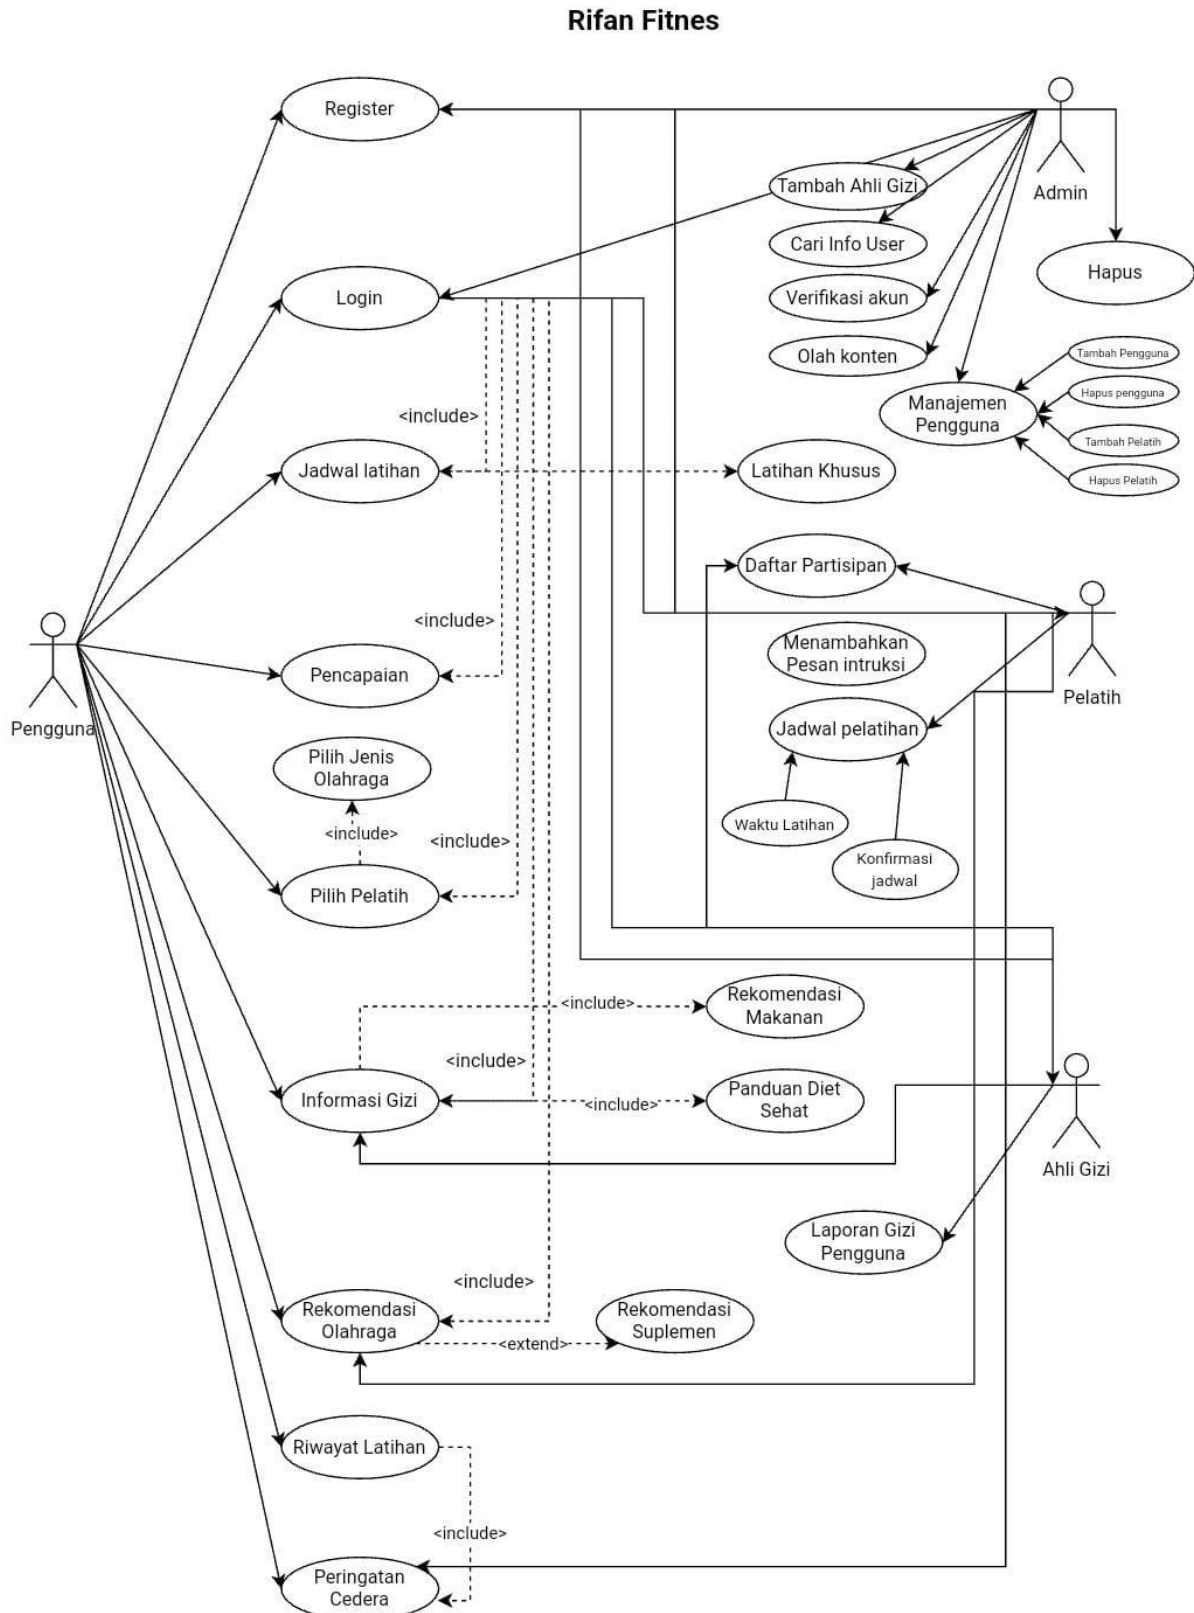 Rifan Fitnes
Register
Admin
Tambah Ahli Gizi
Cari Info User
Hapus
Login
Verifikasi akun
Olah konten
Tambah Pengguna
Manajemen
Pengguna
Hapus pengguna
<include>
Tambah Pelatih
Jadwal latihan
Latihan Khusus
Hapus Pelatih
Daftar Partisipan
<include>
Menambahkan
Pesan intruksi
Pencapaian
Pelatih
Pengguna
Jadwal pelatihan
Pilih Jenis
Olahraga
Waktu Latihan
<include>
<include>
Konfirmasi
jadwal
Pilih Pelatih
Rekomendasi
Makanan
<include>
<include>
Informasi Gizi
<include>
Panduan Diet
Sehat
Ahli Gizi
Laporan Gizi
Pengguna
<include>
Rekomendasi
Olahraga
Rekomendasi
Suplemen
<extend>
Riwayat Latihan
<include>
Peringatan
Cedera